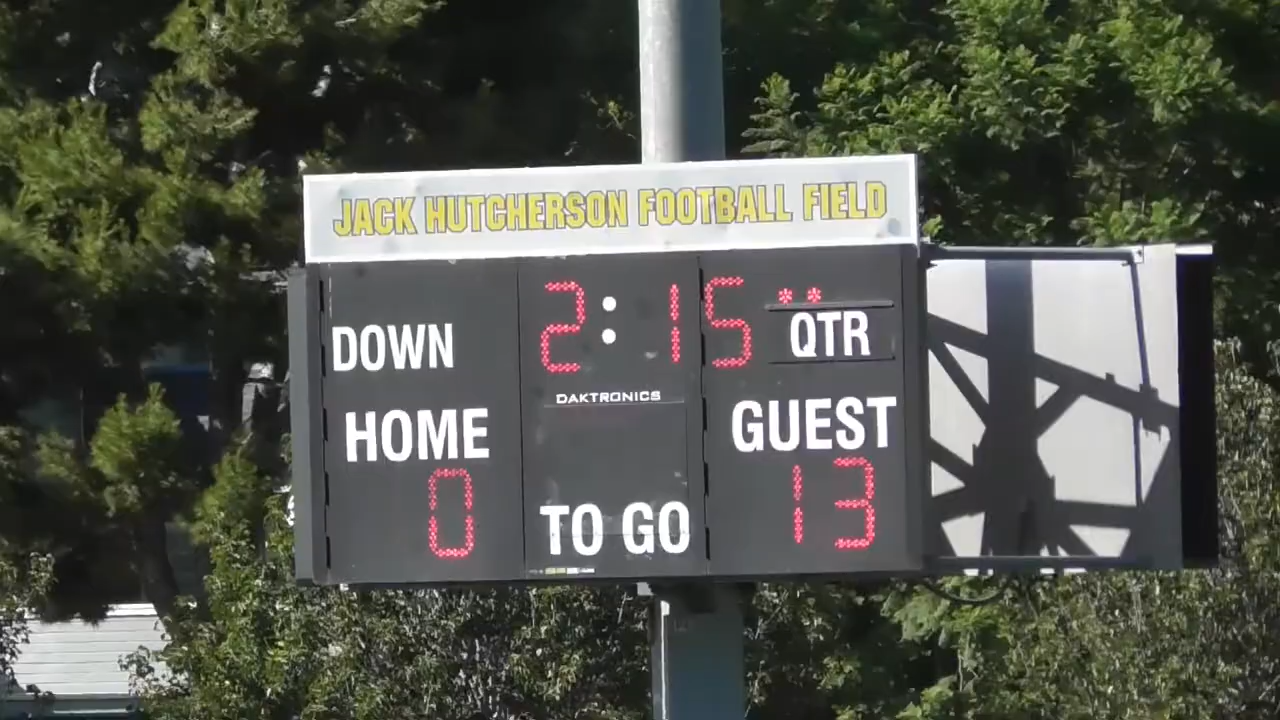 JACK HUTCHERSON FOOTBALL FIELD
2:15
DOWN
QTR
DAKTRONICS
HOME
GUEST
0
13
TO GO